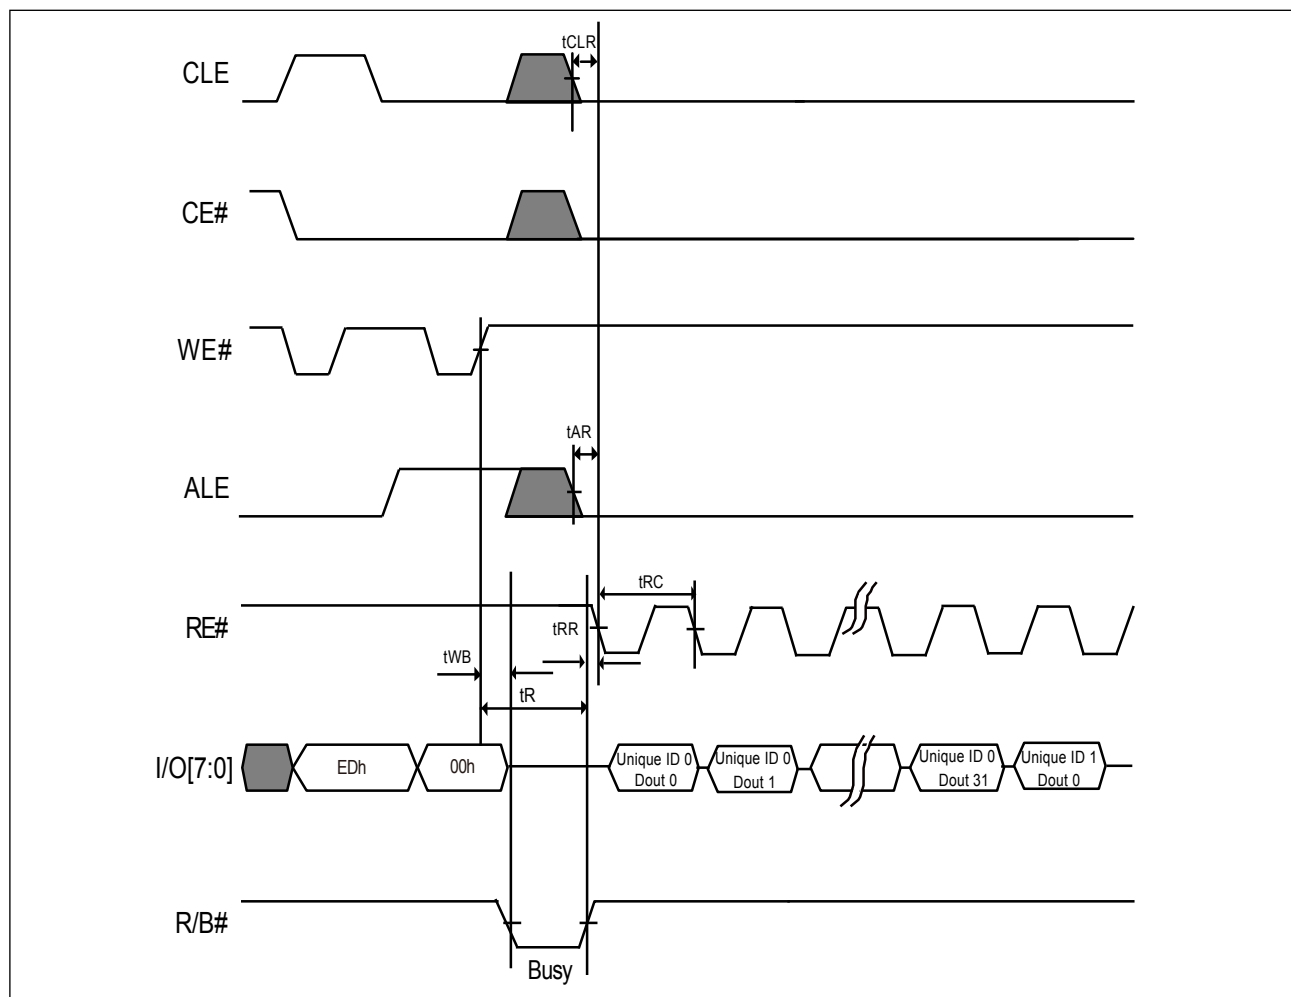 tCLR
CLE
CE#
WE#
tAR
ALE
tRC
RE#
tRR
tWB
tR
I/O[7:0]
EDh
00h
Unique ID 0
Dout 0
Unique ID 0
Dout 1
Unique ID 0
Dout 31
Unique ID 1
Dout 0
R/B#
Busy